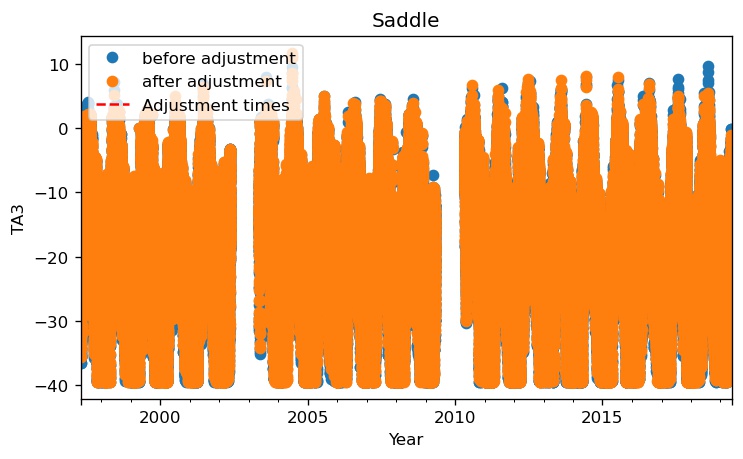 Saddle
before adjustment
after adjustment
Adjustment times
10
0
−10
−20
−30
−40
TA3
2000
2005
2010
2015
Year